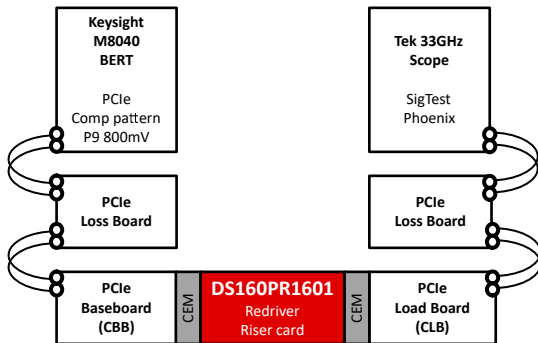 Keysight
M8040
BERT
PCIe
Comp pattern
P9 800mV
Tek 33GHz
Scope
SigTest
Phoenix
PCIe
Loss Board
PCIe
Loss Board
PCIe
Baseboard
(CBB)
CEM
DS160PR1601
Redriver
Riser card
CEM
PCIe
Load Board
(CLB)